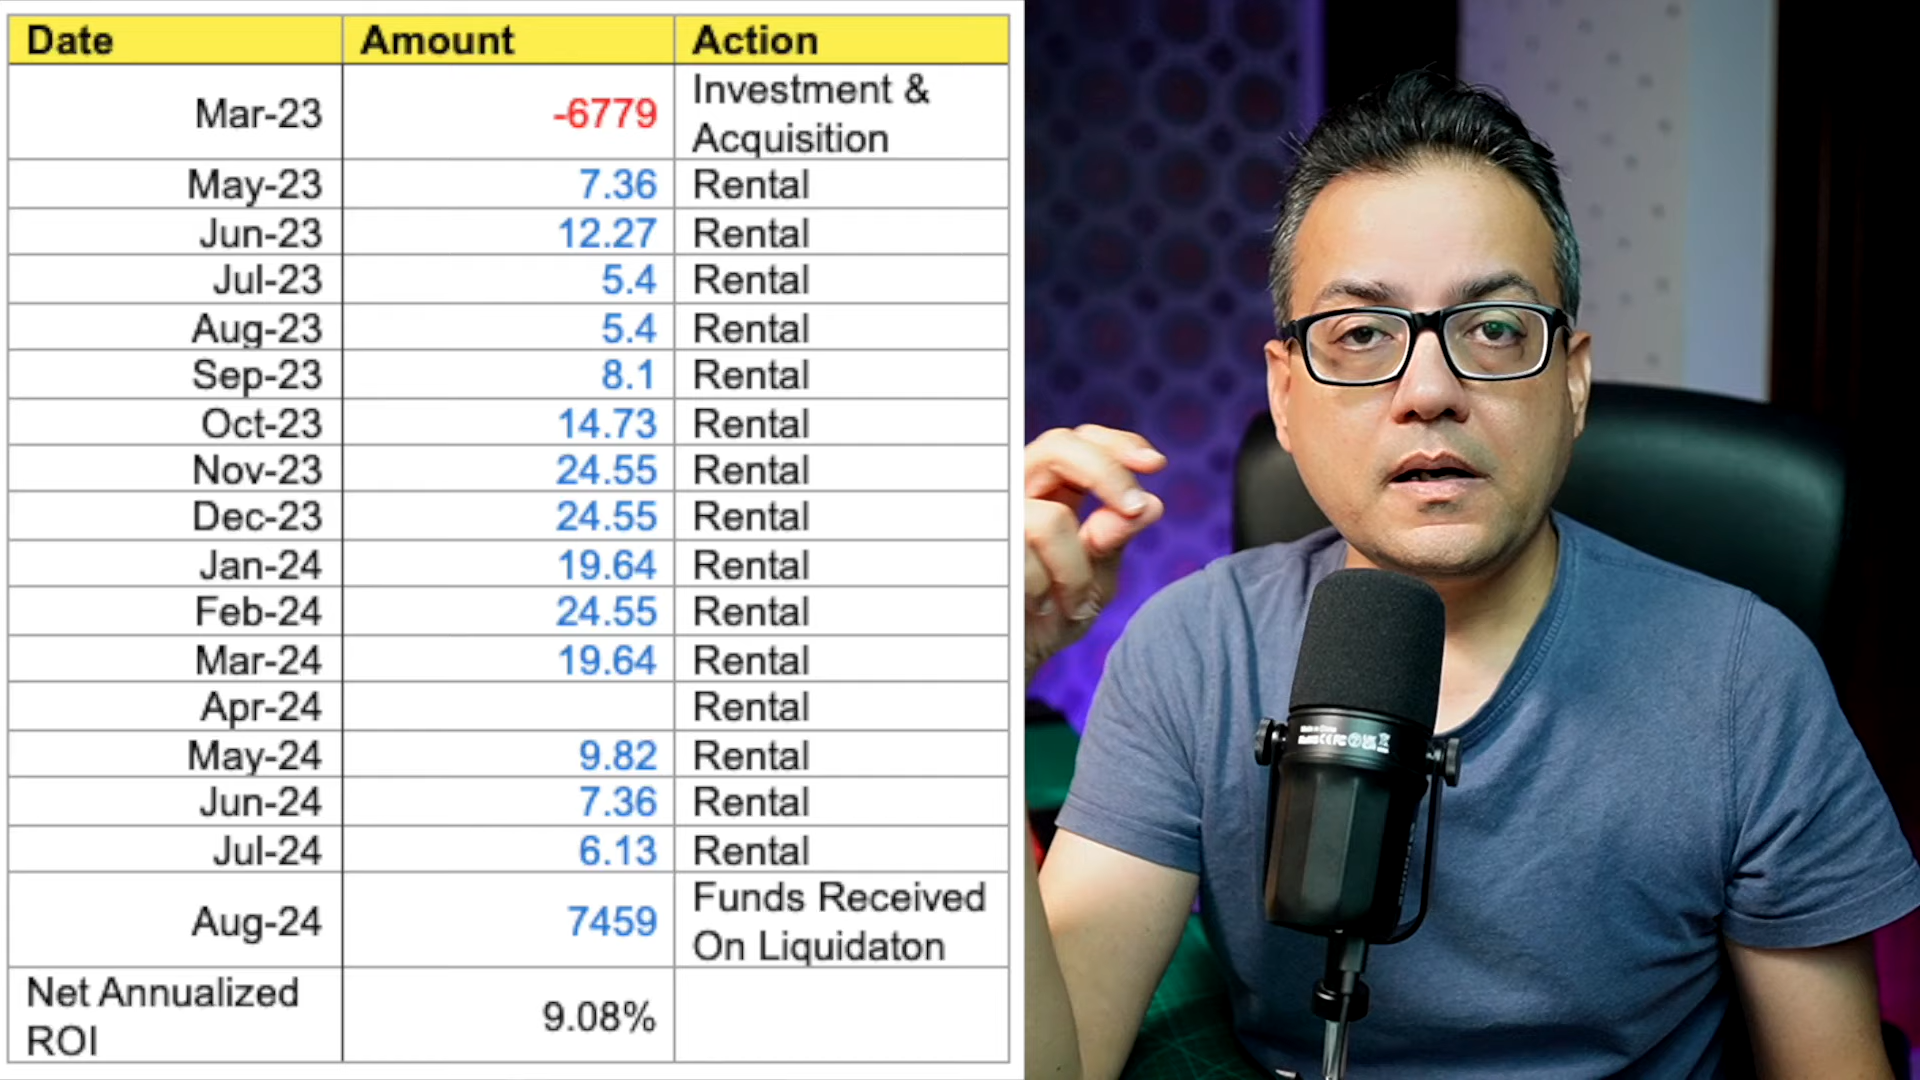 Date Amount Action
Mar-23 -6779 Investment &
Acquisition
May-23 7.36 Rental
Jun-23 12.27 Rental
Jul-23 5.4 Rental
Aug-23 5.4 Rental
Sep-23 8.1 Rental
Oct-23 14.73 Rental
Nov-23 24.55 Rental
Dec-23 24.55 Rental
Jan-24 19.64 Rental
Feb-24 24.55 Rental
Mar-24 19.64 Rental
Apr-24 Rental
May-24 9.82 Rental
Jun-24 7.36 Rental
Jul-24 6.13 Rental
Aug-24 7459 Funds Received
On Liquidaton
Net Annualized
ROI 9.08%